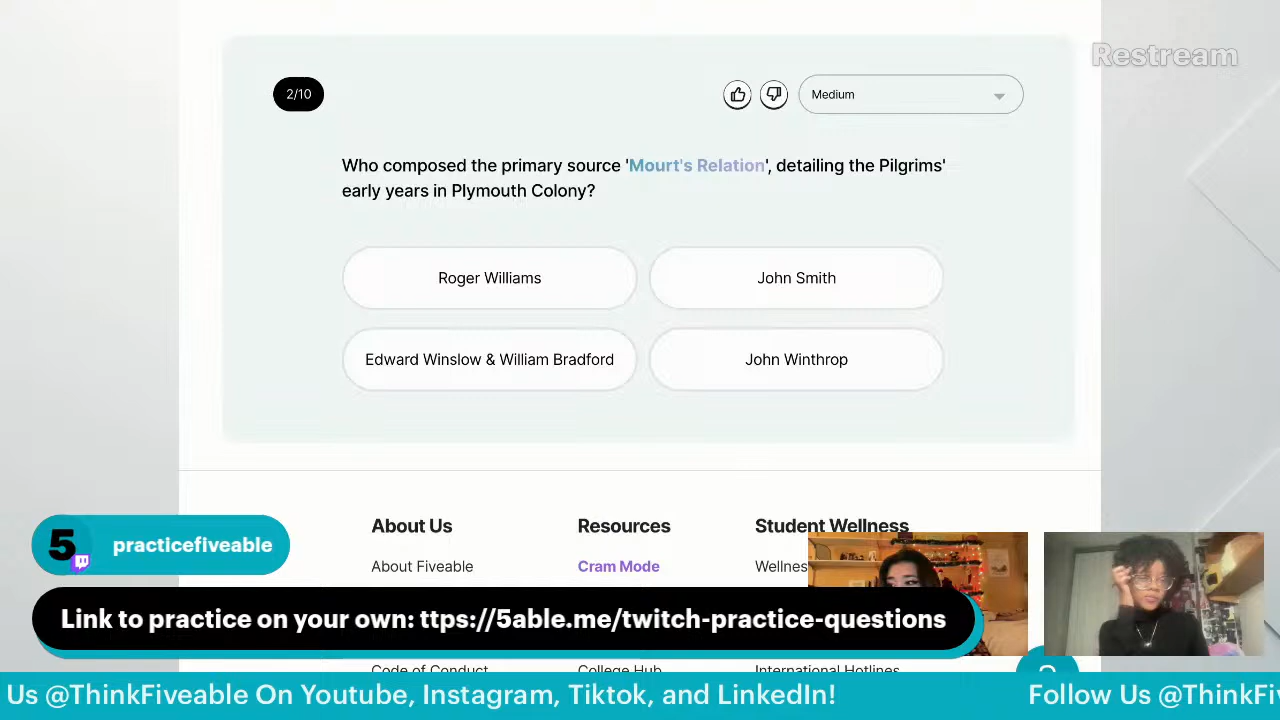 Restream
2/10
Medium
Who composed the primary source 'Mourt's Relation', detailing the Pilgrims'
early years in Plymouth Colony?
Roger Williams
John Smith
Edward Winslow & William Bradford
John Winthrop
About Us
Resources
Student Wellness
5
practicefiveable
About Fiveable
Cram Mode
Wellnes
Link to practice on your own: ttps://5able.me/twitch-practice-questions
Code of Conduct
College Hub
International Hotlines
Us @ThinkFiveable On Youtube, Instagram, Tiktok, and LinkedIn!
Follow Us @ThinkFiv